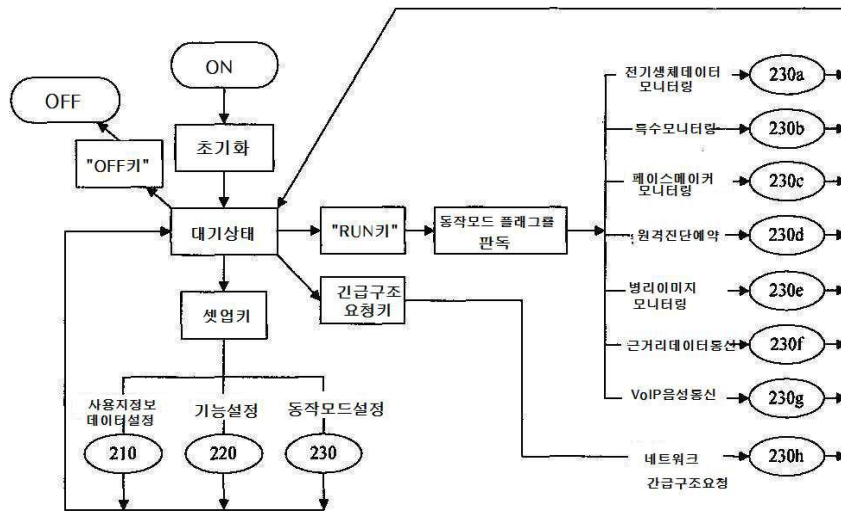 ON
OFF
초기화
"OFF키"
대기상태
"RUN키"
동작모드 플래그를
판독
긴급구조
요청키
셋업키
사용지정보
데이터설정
기능설정
동작모드설정
210
220
230
전기생체데이터
모니터링
230a
특수모니터링
230b
페이스메이커
모니터링
230c
원격진단예약
230d
병리이미지
모니터링
230e
근거리데이터통신
230f
VoIP음성통신
230g
네트워크
간급구조요청
230h